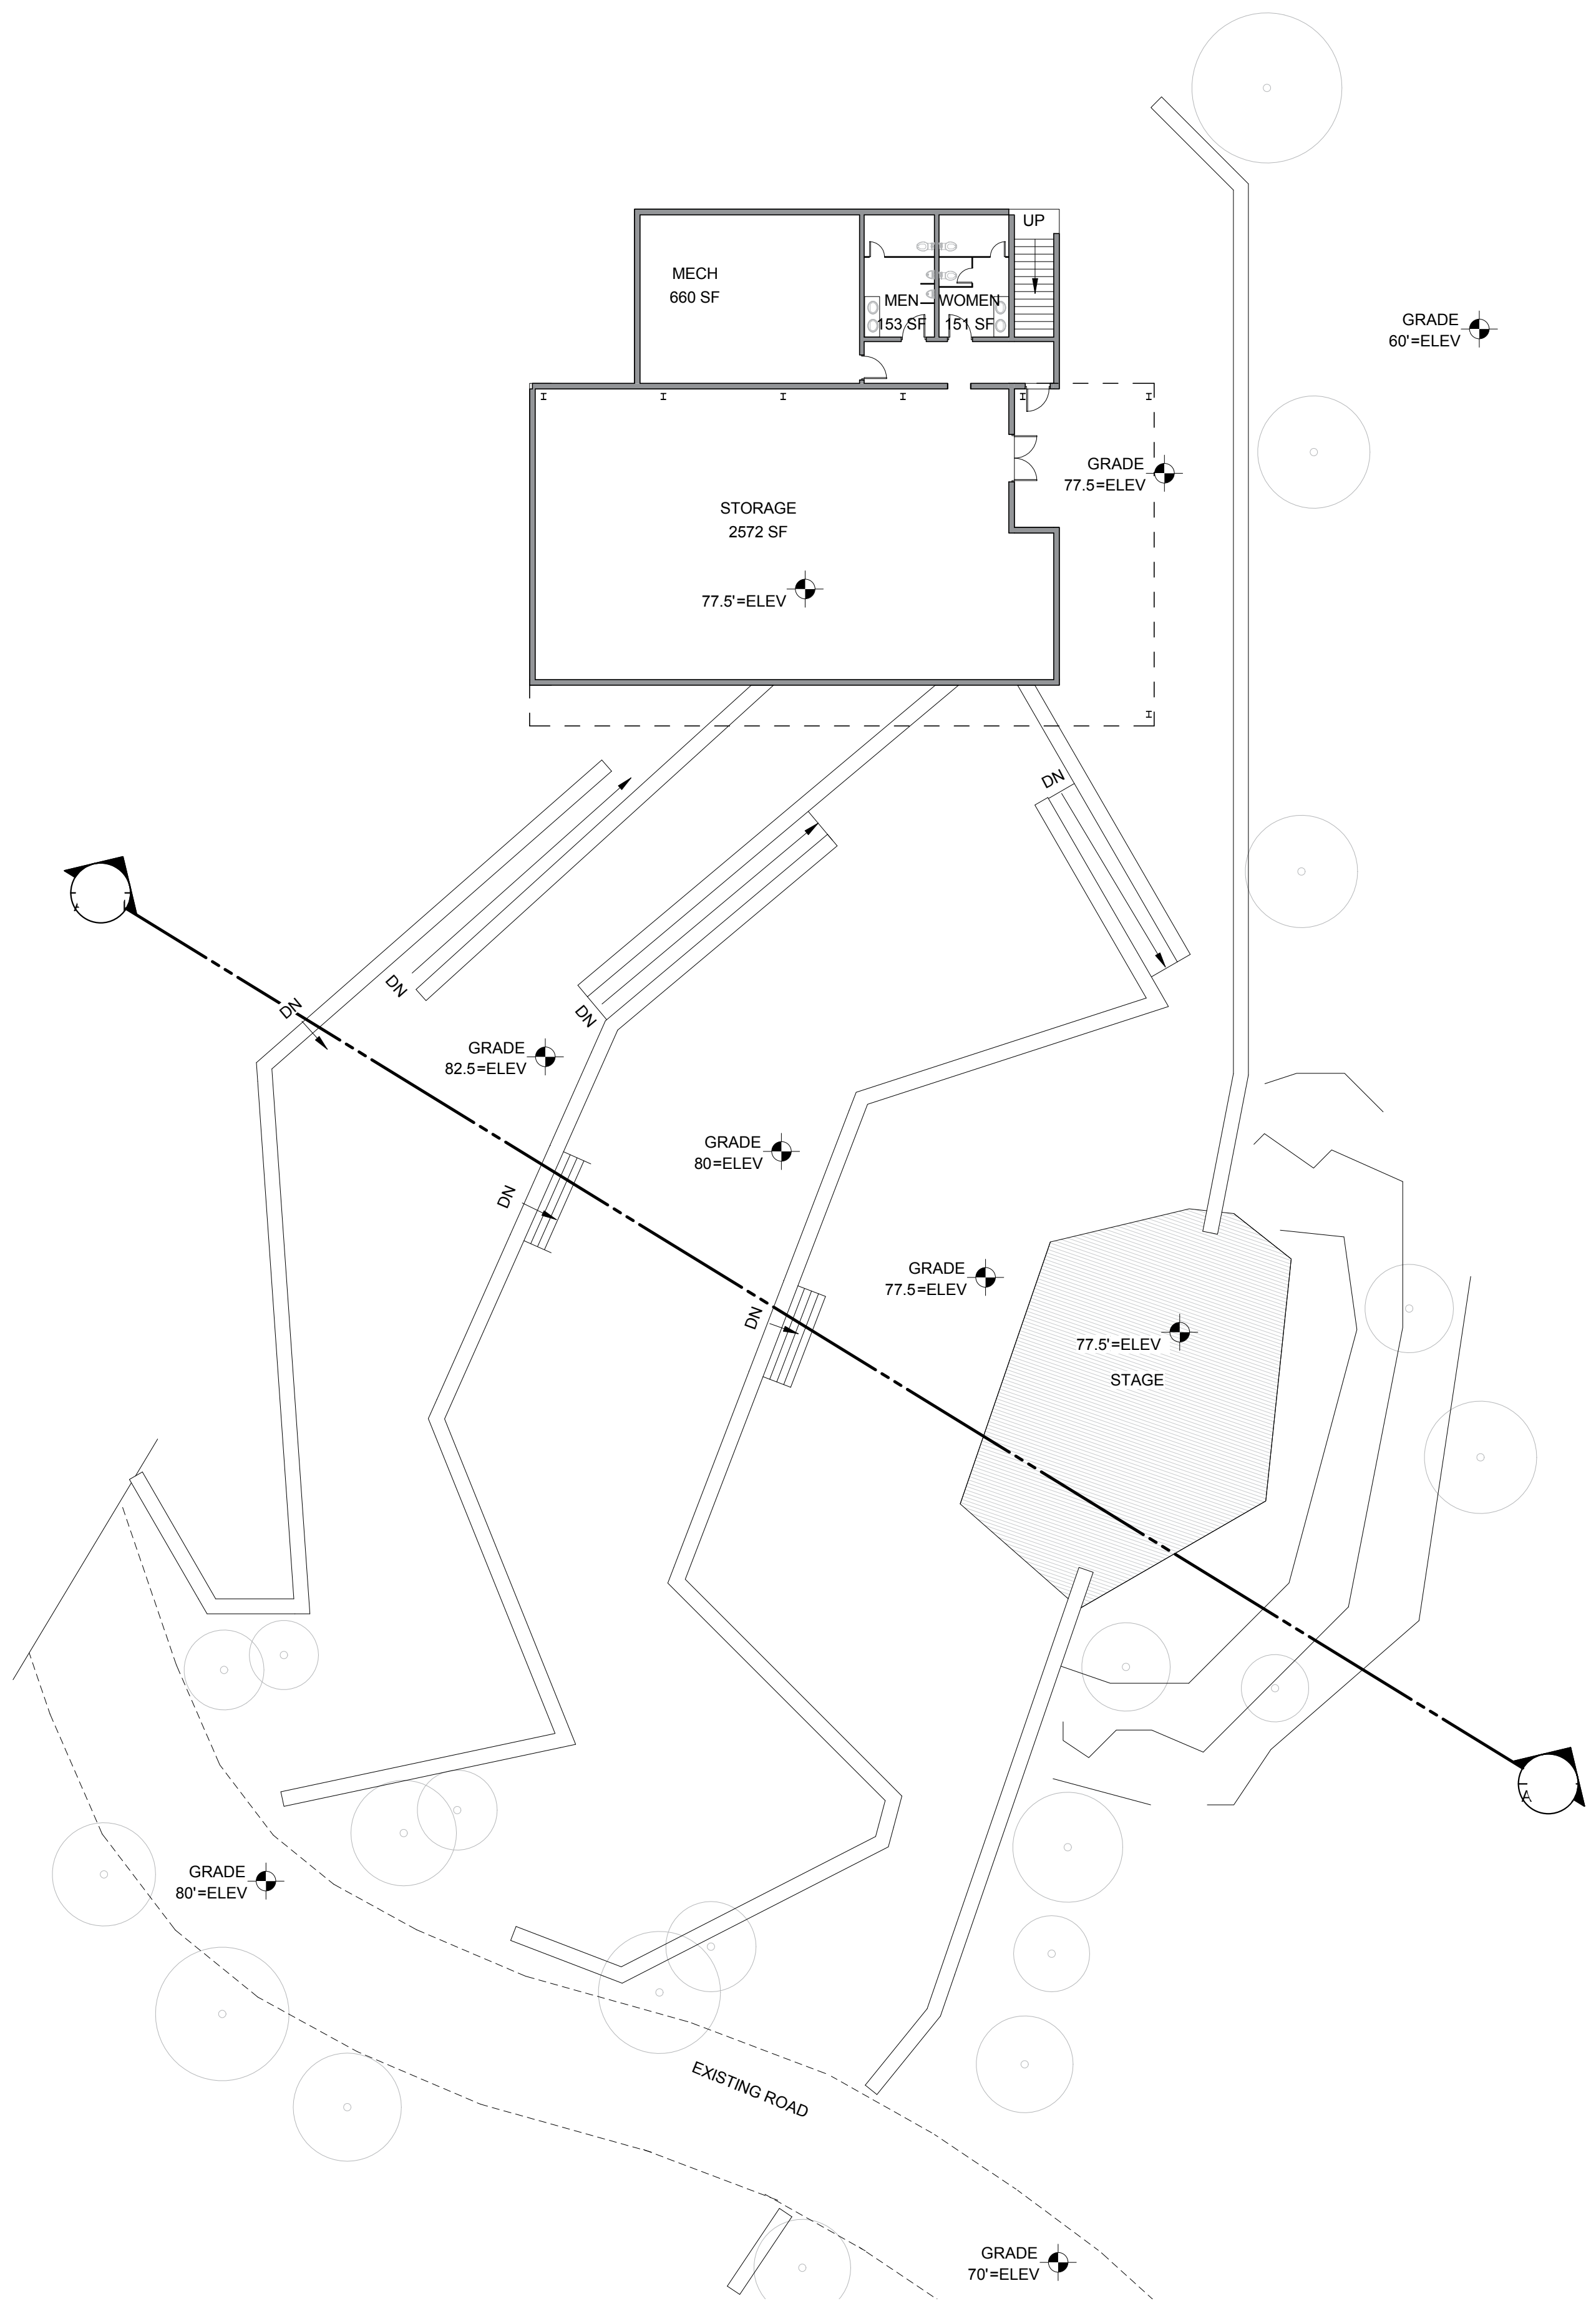 UP
MECH
660 SF
MEN
153 SF
WOMEN
151 SF
GRADE
60'=ELEV
GRADE
77.5=ELEV
STORAGE
2572 SF
77.5'=ELEV
DN
DN
DN
DN
GRADE
82.5=ELEV
GRADE
80=ELEV
DN
GRADE
77.5=ELEV
DN
77.5'=ELEV
STAGE
A
GRADE
80'=ELEV
EXISTING ROAD
GRADE
70'=ELEV